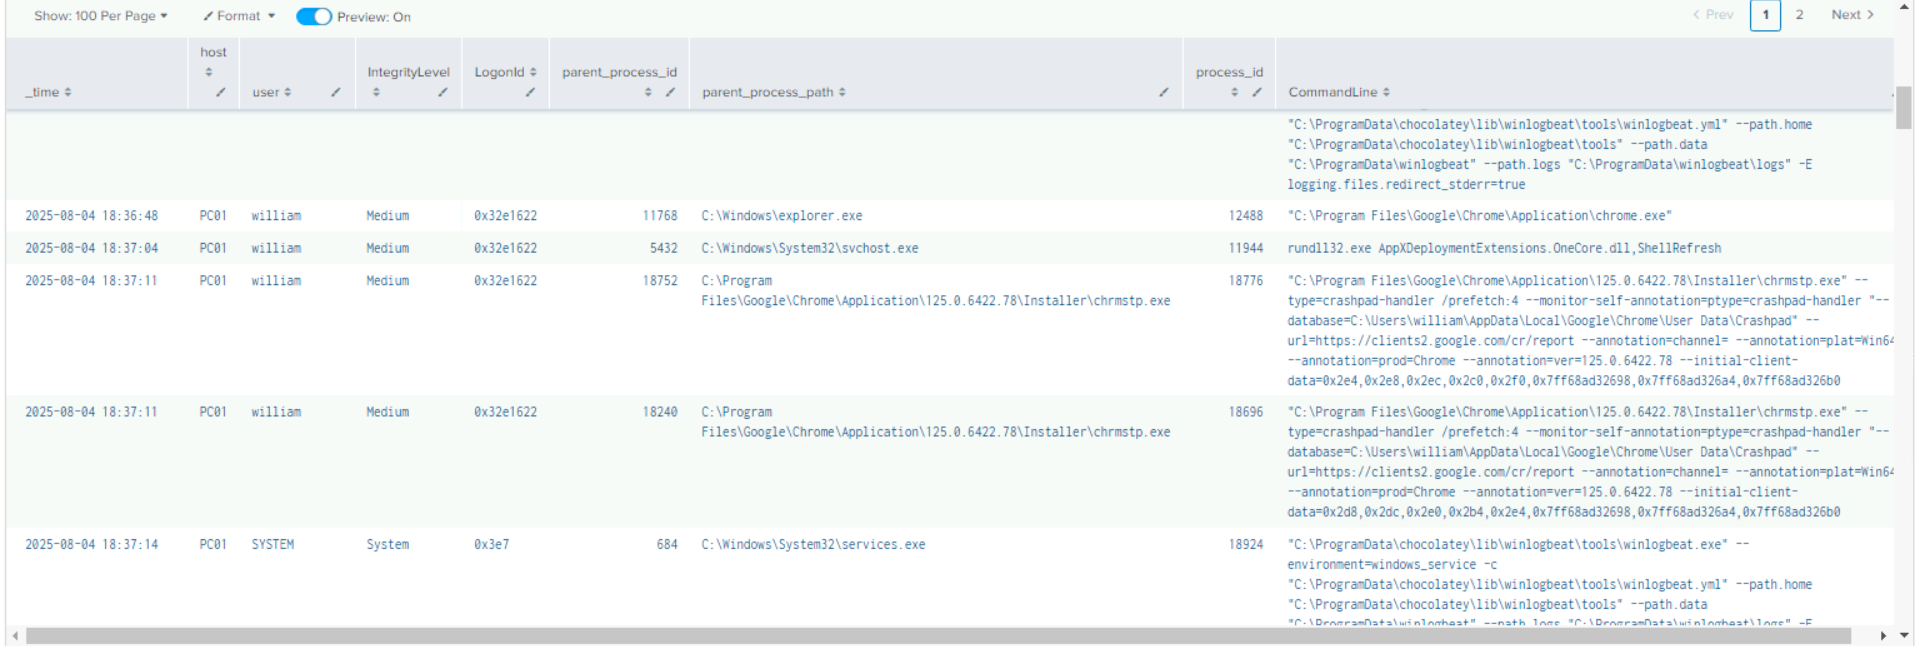 Show: 100 Per Page Format Preview: On Prev 1 2 Next
_time host user IntegrityLevel LogonId parent_process_id parent_process_path process_id CommandLine
"C:\ProgramData\chocolatey\lib\winlogbeat\tools\winlogbeat.yml" --path.home
"C:\ProgramData\chocolatey\lib\winlogbeat\tools" --path.data
"C:\ProgramData\winlogbeat" --path.logs "C:\ProgramData\winlogbeat\logs" -E
logging.files.redirect_stderr=true
2025-08-04 18:36:48 PC01 william Medium 0x32e1622 11768 C:\Windows\explorer.exe 12488 "C:\Program Files\Google\Chrome\Application\chrome.exe"
2025-08-04 18:37:04 PC01 william Medium 0x32e1622 5432 C:\Windows\System32\svchost.exe 11944 rundll32.exe AppXDeploymentExtensions.OneCore.dll,ShellRefresh
2025-08-04 18:37:11 PC01 william Medium 0x32e1622 18752 C:\Program 18776 "C:\Program Files\Google\Chrome\Application\125.0.6422.78\Installer\chrmstp.exe" --
Files\Google\Chrome\Application\125.0.6422.78\Installer\chrmstp.exe type=crashpad-handler /prefetch:4 --monitor-self-annotation=ptype=crashpad-handler "--
database=C:\Users\william\AppData\Local\Google\Chrome\User Data\Crashpad" --
url=https://clients2.google.com/cr/report --annotation=channel= --annotation=plat=Win64
--annotation=prod=Chrome --annotation=ver=125.0.6422.78 --initial-client-
data=0x2e4,0x2e8,0x2ec,0x2c0,0x2f0,0x7ff68ad32698,0x7ff68ad326a4,0x7ff68ad326b0
2025-08-04 18:37:11 PC01 william Medium 0x32e1622 18240 C:\Program 18696 "C:\Program Files\Google\Chrome\Application\125.0.6422.78\Installer\chrmstp.exe" --
Files\Google\Chrome\Application\125.0.6422.78\Installer\chrmstp.exe type=crashpad-handler /prefetch:4 --monitor-self-annotation=ptype=crashpad-handler "--
database=C:\Users\william\AppData\Local\Google\Chrome\User Data\Crashpad" --
url=https://clients2.google.com/cr/report --annotation=channel= --annotation=plat=Win64
--annotation=prod=Chrome --annotation=ver=125.0.6422.78 --initial-client-
data=0x2d8,0x2dc,0x2e0,0x2b4,0x2e4,0x7ff68ad32698,0x7ff68ad326a4,0x7ff68ad326b0
2025-08-04 18:37:14 PC01 SYSTEM System 0x3e7 684 C:\Windows\System32\services.exe 18924 "C:\ProgramData\chocolatey\lib\winlogbeat\tools\winlogbeat.exe" --
environment=windows_service -c
"C:\ProgramData\chocolatey\lib\winlogbeat\tools\winlogbeat.yml" --path.home
"C:\ProgramData\chocolatey\lib\winlogbeat\tools" --path.data
"C:\ProgramData\winlogbeat" --path.logs "C:\ProgramData\winlogbeat\logs" -E